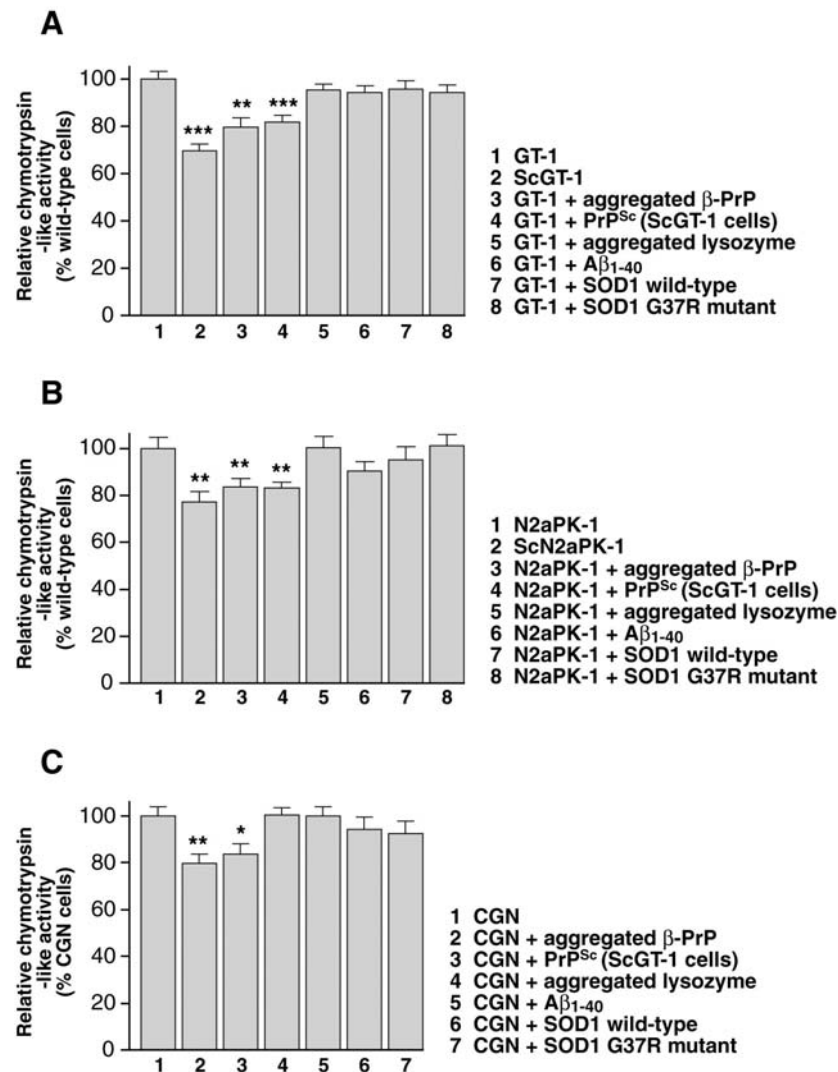 A
Relative chymotrypsin
-like activity
(% wild-type cells)
100
80
60
40
20
0
***
**
***
1 2 3 4 5 6 7 8
1 GT-1
2 ScGT-1
3 GT-1 + aggregated β-PrP
4 GT-1 + PrPSc (ScGT-1 cells)
5 GT-1 + aggregated lysozyme
6 GT-1 + Aβ1-40
7 GT-1 + SOD1 wild-type
8 GT-1 + SOD1 G37R mutant
B
Relative chymotrypsin
-like activity
(% wild-type cells)
100
80
60
40
20
0
**
**
**
1 2 3 4 5 6 7 8
1 N2aPK-1
2 ScN2aPK-1
3 N2aPK-1 + aggregated β-PrP
4 N2aPK-1 + PrPSc (ScGT-1 cells)
5 N2aPK-1 + aggregated lysozyme
6 N2aPK-1 + Aβ1-40
7 N2aPK-1 + SOD1 wild-type
8 N2aPK-1 + SOD1 G37R mutant
C
Relative chymotrypsin
-like activity
(% CGN cells)
100
80
60
40
20
0
**
*
1 2 3 4 5 6 7
1 CGN
2 CGN + aggregated β-PrP
3 CGN + PrPSc (ScGT-1 cells)
4 CGN + aggregated lysozyme
5 CGN + Aβ1-40
6 CGN + SOD1 wild-type
7 CGN + SOD1 G37R mutant